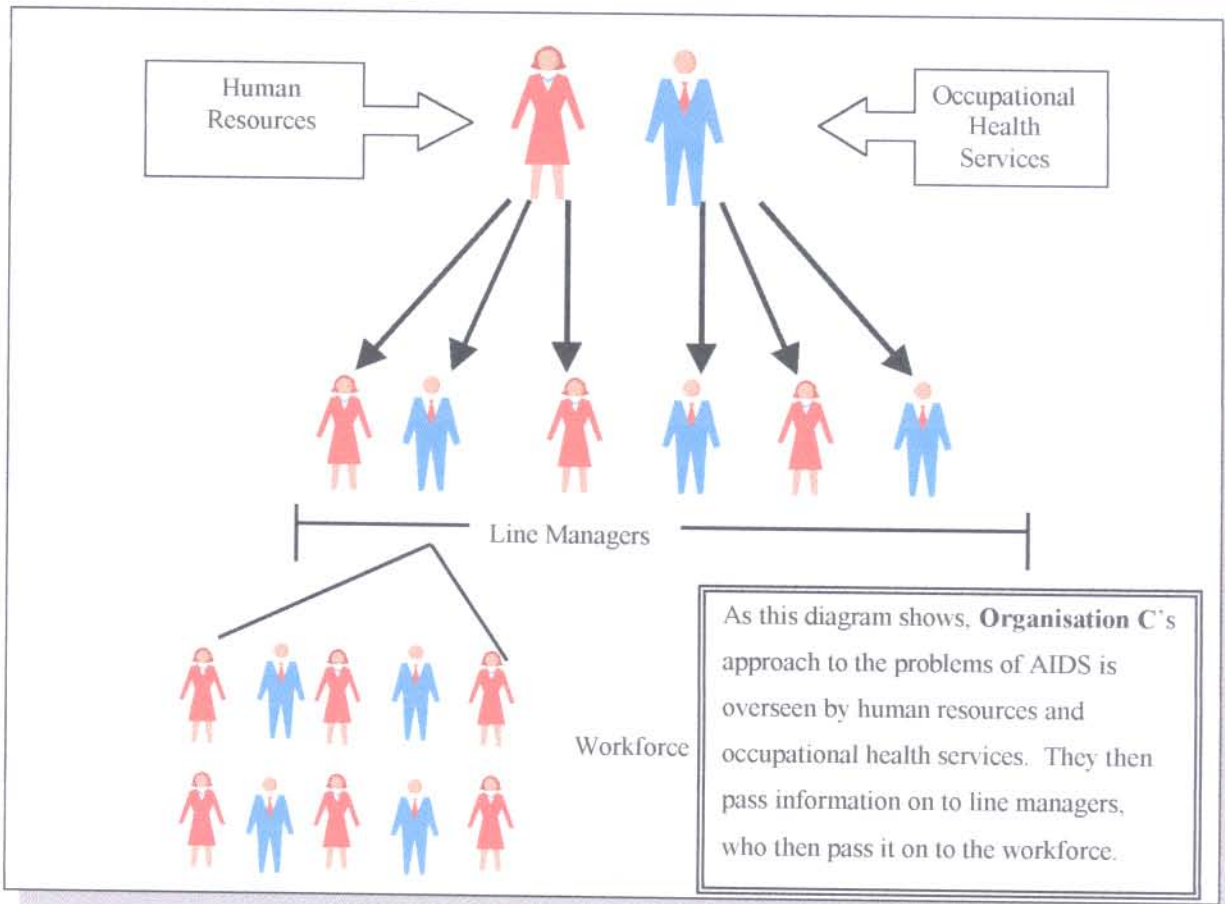 Human
Resources
Occupational
Health
Services
Line Managers
Workforce
As this diagram shows, Organisation C's
approach to the problems of AIDS is
overseen by human resources and
occupational health services. They then
pass information on to line managers,
who then pass it on to the workforce.